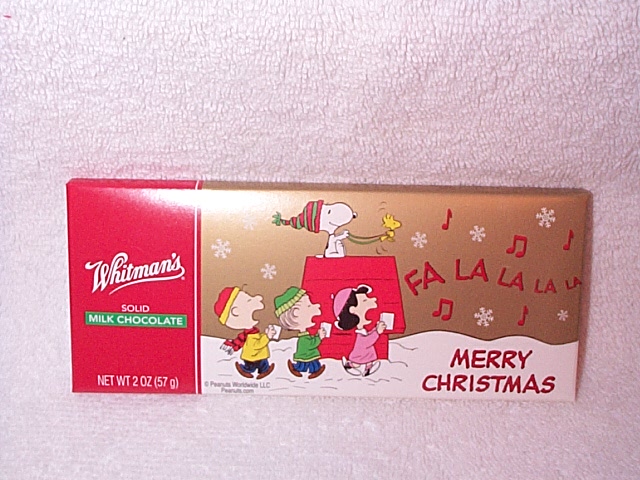 Whitman's
SOLID
MILK CHOCOLATE
NET WT 2 OZ (57 g)
© Peanuts Worldwide LLC
Peanuts.com
FA LA LA LA LA
MERRY
CHRISTMAS